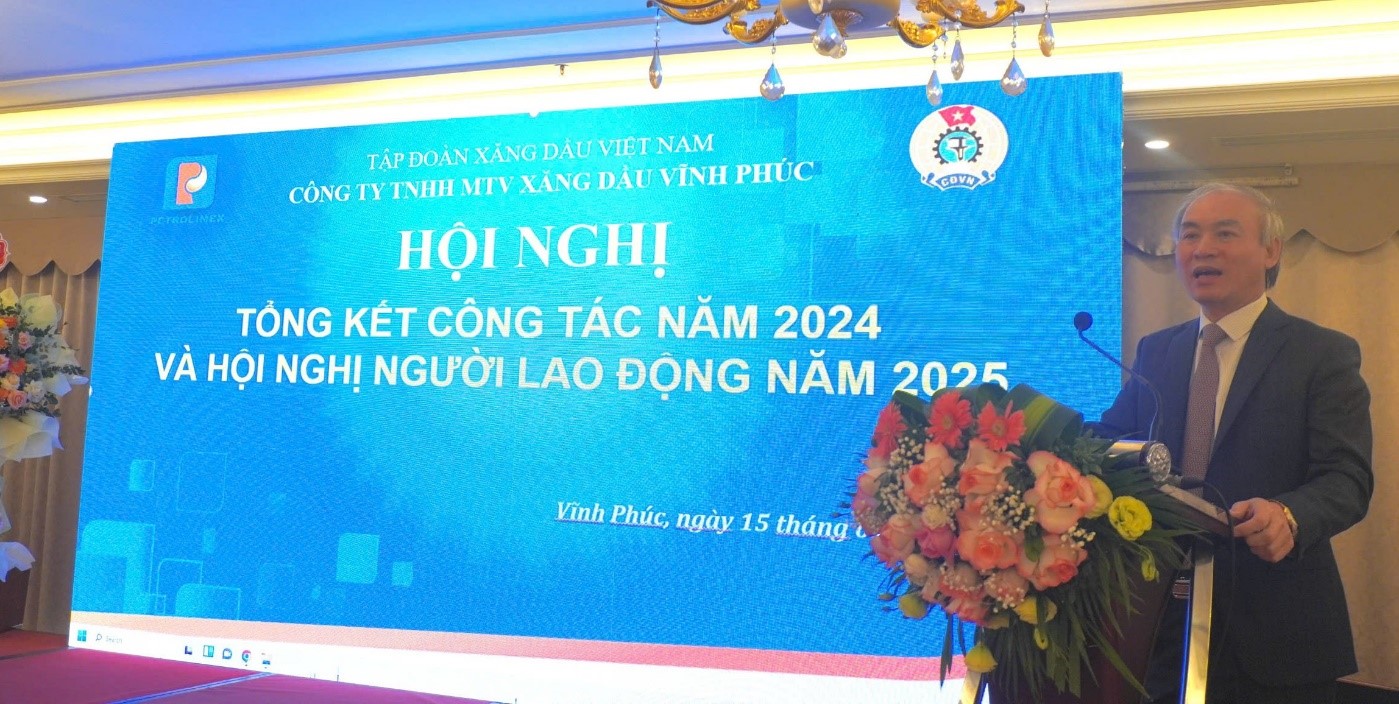 TẬP ĐOÀN XĂNG DẦU VIỆT NAM
CÔNG TY TNHH MTV XĂNG DẦU VĨNH PHÚC
PETROLIMEX
CĐVN
HỘI NGHỊ
TỔNG KẾT CÔNG TÁC NĂM 2024
VÀ HỘI NGHỊ NGƯỜI LAO ĐỘNG NĂM 2025
Vĩnh Phúc, ngày 15 tháng